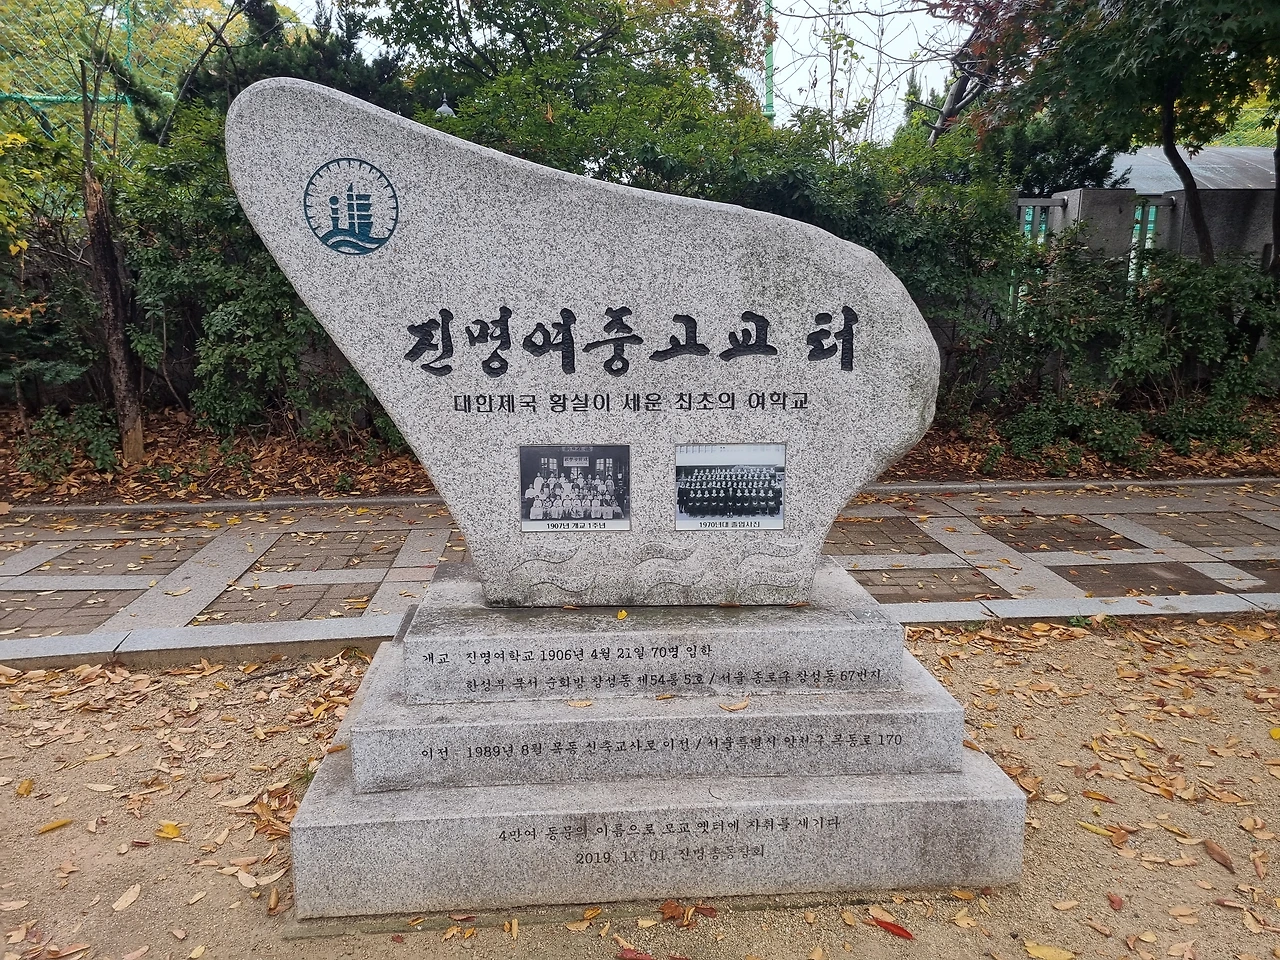 진명여중고교 터
대한제국 황실이 세운 최초의 여학교
1907년 개교 1주년
1970년대 졸업사진
개교 : 진명여학교 1906년 4월 21일 70명 입학
한성부 북서 순화방 창성동 제54통 5호 / 서울 종로구 창성동 67번지
이전 : 1989년 8월 목동 신축교사로 이전 / 서울특별시 양천구 목동로 170
4만여 동문의 이름으로 모교 옛터에 자취를 새기다
2019. 11. 01. 진명총동창회